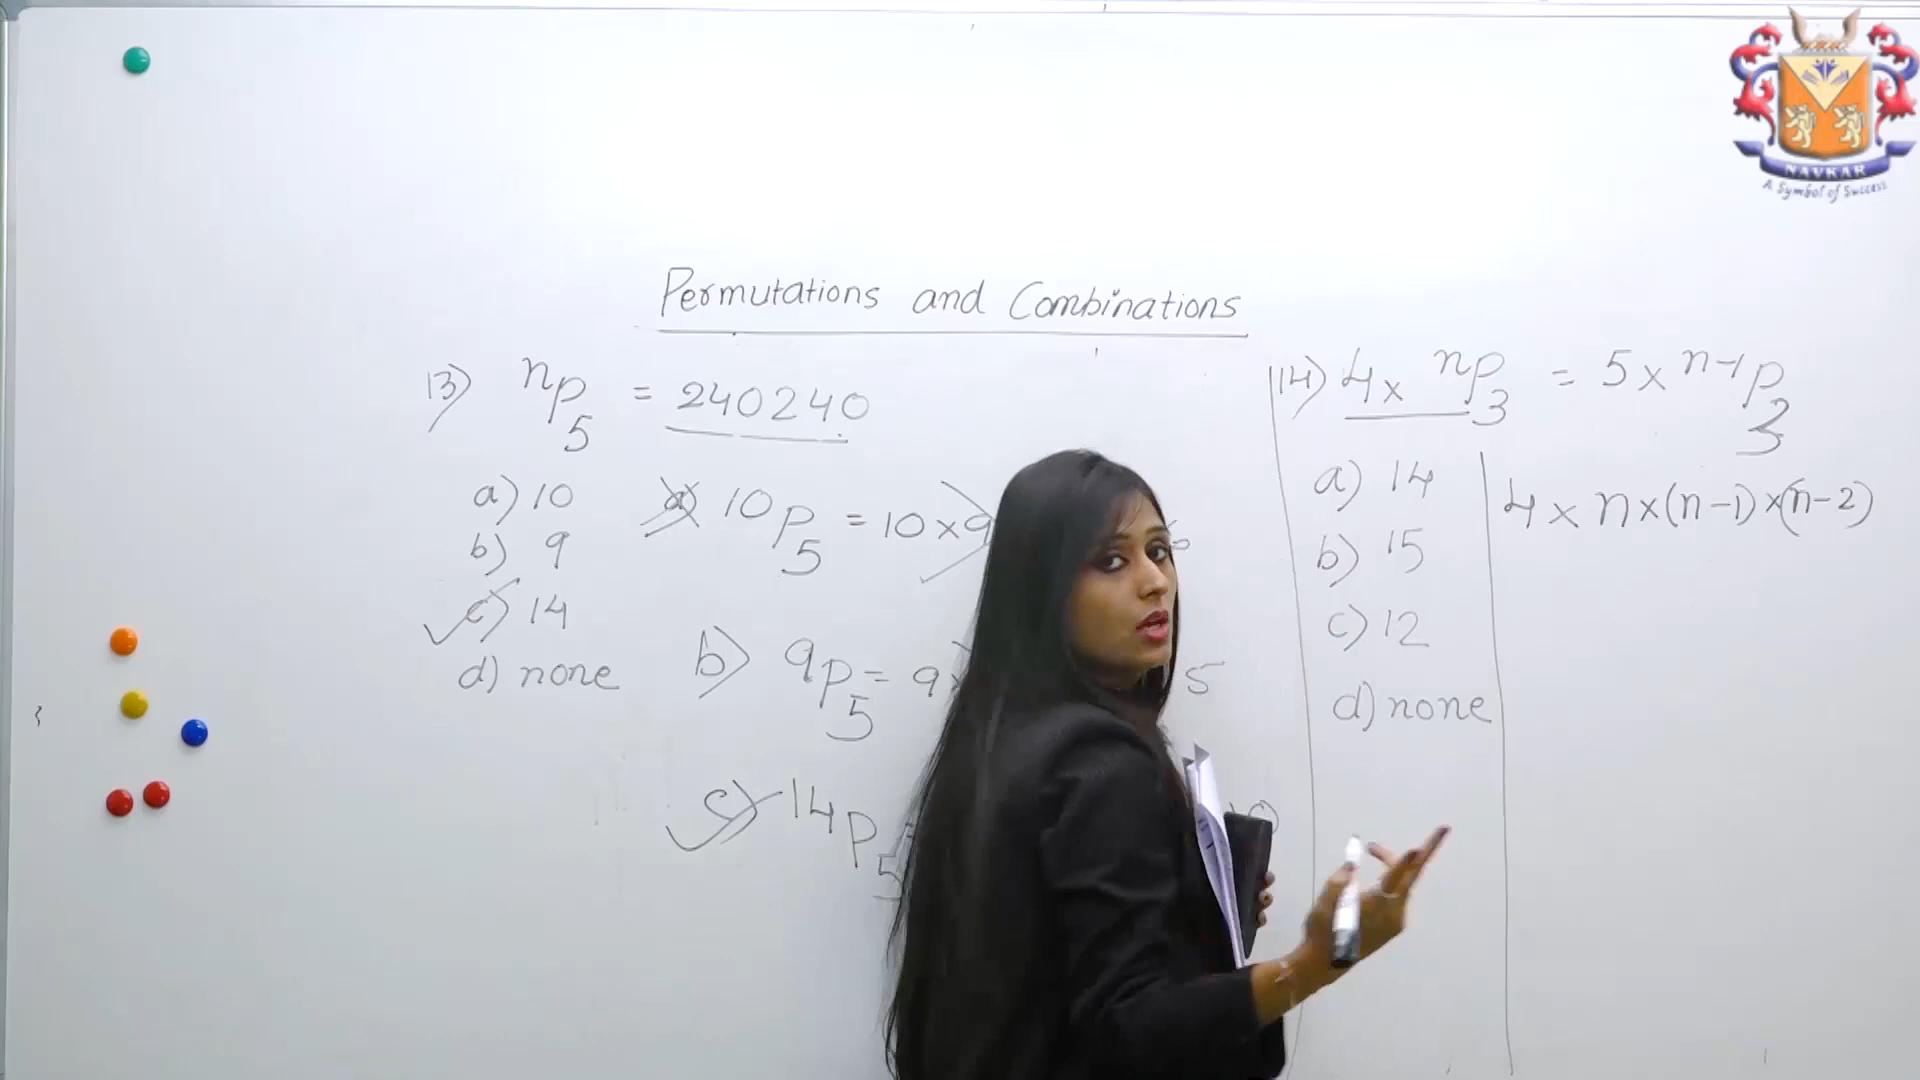 NAVKAR
A Symbol of Success
Permutations and Combinations
13) nP5 = 240240
a) 10
b) 9
c) 14
d) none
a) 10P5 = 10×9
b) 9P5 = 9× 5
c) 14P5 =
14) 4× nP3 = 5× n-1P3
a) 14
b) 15
c) 12
d) none
4×n×(n-1)×(n-2)